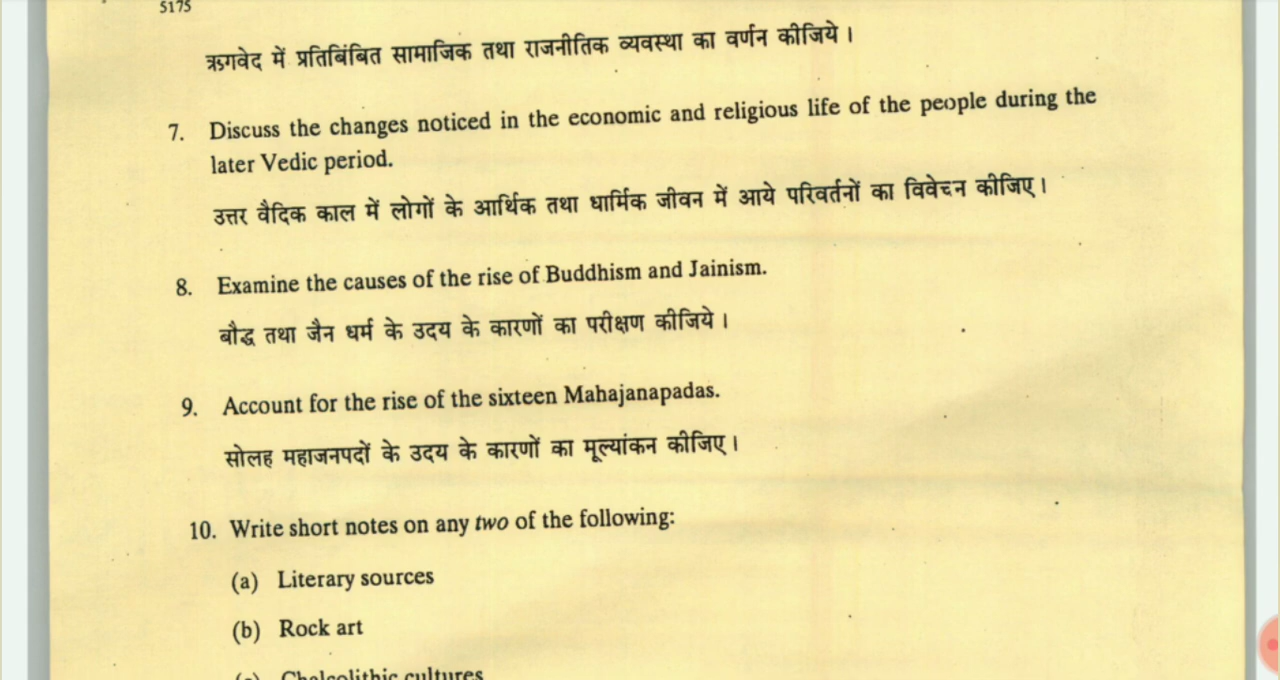 5175
ऋगवेद में प्रतिबिंबित सामाजिक तथा राजनीतिक व्यवस्था का वर्णन कीजिये।
7. Discuss the changes noticed in the economic and religious life of the people during the
later Vedic period.
उत्तर वैदिक काल में लोगों के आर्थिक तथा धार्मिक जीवन में आये परिवर्तनों का विवेचन कीजिए।
8. Examine the causes of the rise of Buddhism and Jainism.
बौद्ध तथा जैन धर्म के उदय के कारणों का परीक्षण कीजिये।
9. Account for the rise of the sixteen Mahajanapadas.
सोलह महाजनपदों के उदय के कारणों का मूल्यांकन कीजिए।
10. Write short notes on any two of the following:
(a) Literary sources
(b) Rock art
(c) Chalcolithic cultures